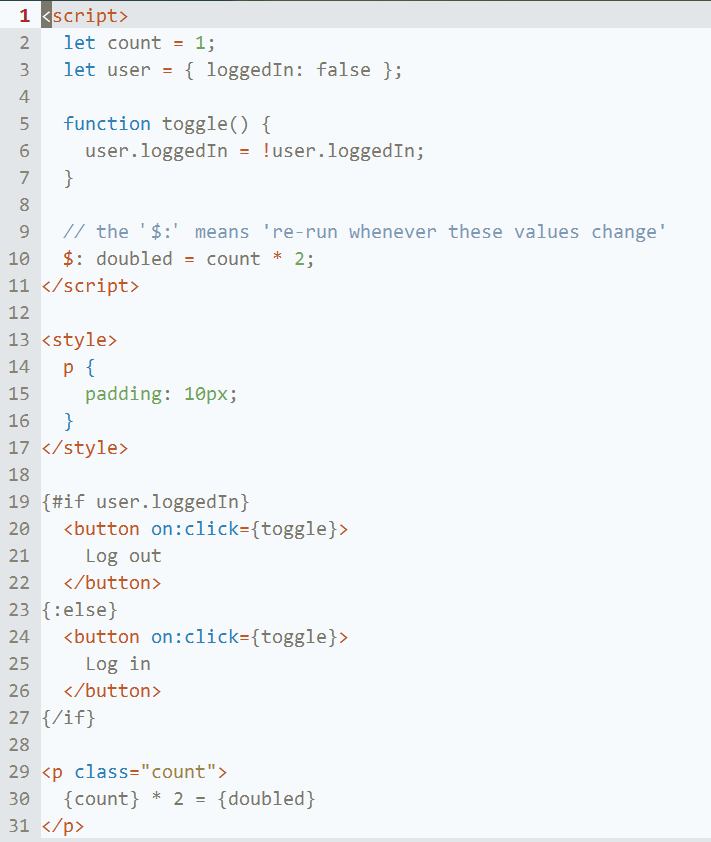 1 <script>
2   let count = 1;
3   let user = { loggedIn: false };
4
5   function toggle() {
6     user.loggedIn = !user.loggedIn;
7   }
8
9   // the '$:' means 're-run whenever these values change'
10   $: doubled = count * 2;
11 </script>
12
13 <style>
14   p {
15     padding: 10px;
16   }
17 </style>
18
19 {#if user.loggedIn}
20   <button on:click={toggle}>
21     Log out
22   </button>
23 {:else}
24   <button on:click={toggle}>
25     Log in
26   </button>
27 {/if}
28
29 <p class="count">
30   {count} * 2 = {doubled}
31 </p>